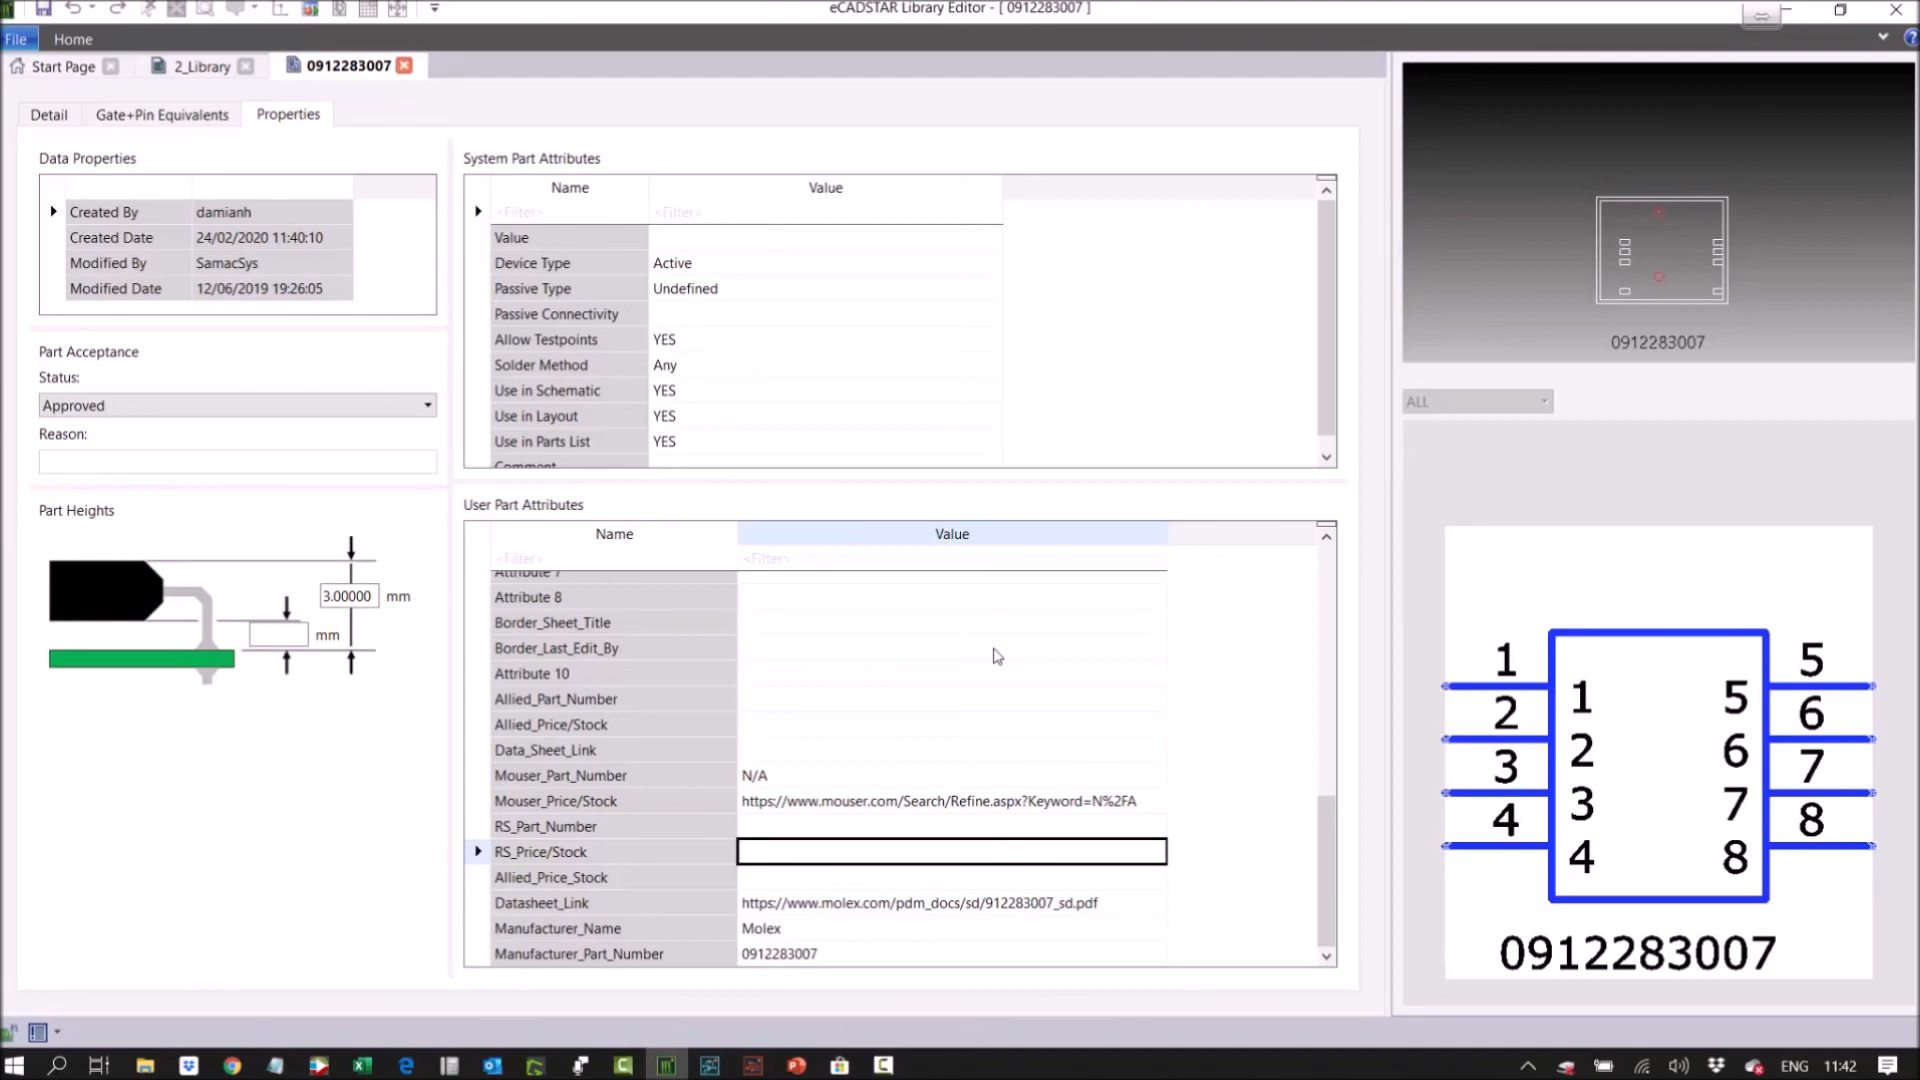 eCADSTAR Library Editor - [ 0912283007 ]
File Home
Start Page 2_Library 0912283007
Detail Gate+Pin Equivalents Properties
Data Properties
Created By damianh
Created Date 24/02/2020 11:40:10
Modified By SamacSys
Modified Date 12/06/2019 19:26:05
Part Acceptance
Status:
Approved
Reason:
Part Heights
3.00000 mm
mm
System Part Attributes
Name Value
<Filter> <Filter>
Value
Device Type Active
Passive Type Undefined
Passive Connectivity
Allow Testpoints YES
Solder Method Any
Use in Schematic YES
Use in Layout YES
Use in Parts List YES
Comment
User Part Attributes
Name Value
<Filter> <Filter>
Attribute 7
Attribute 8
Border_Sheet_Title
Border_Last_Edit_By
Attribute 10
Allied_Part_Number
Allied_Price/Stock
Data_Sheet_Link
Mouser_Part_Number N/A
Mouser_Price/Stock https://www.mouser.com/Search/Refine.aspx?Keyword=N%2FA
RS_Part_Number
RS_Price/Stock
Allied_Price_Stock
Datasheet_Link https://www.molex.com/pdm_docs/sd/912283007_sd.pdf
Manufacturer_Name Molex
Manufacturer_Part_Number 0912283007
0912283007
ALL
1 5
1 5
2 6
2 6
3 7
3 7
4 8
4 8
0912283007
ENG 11:42